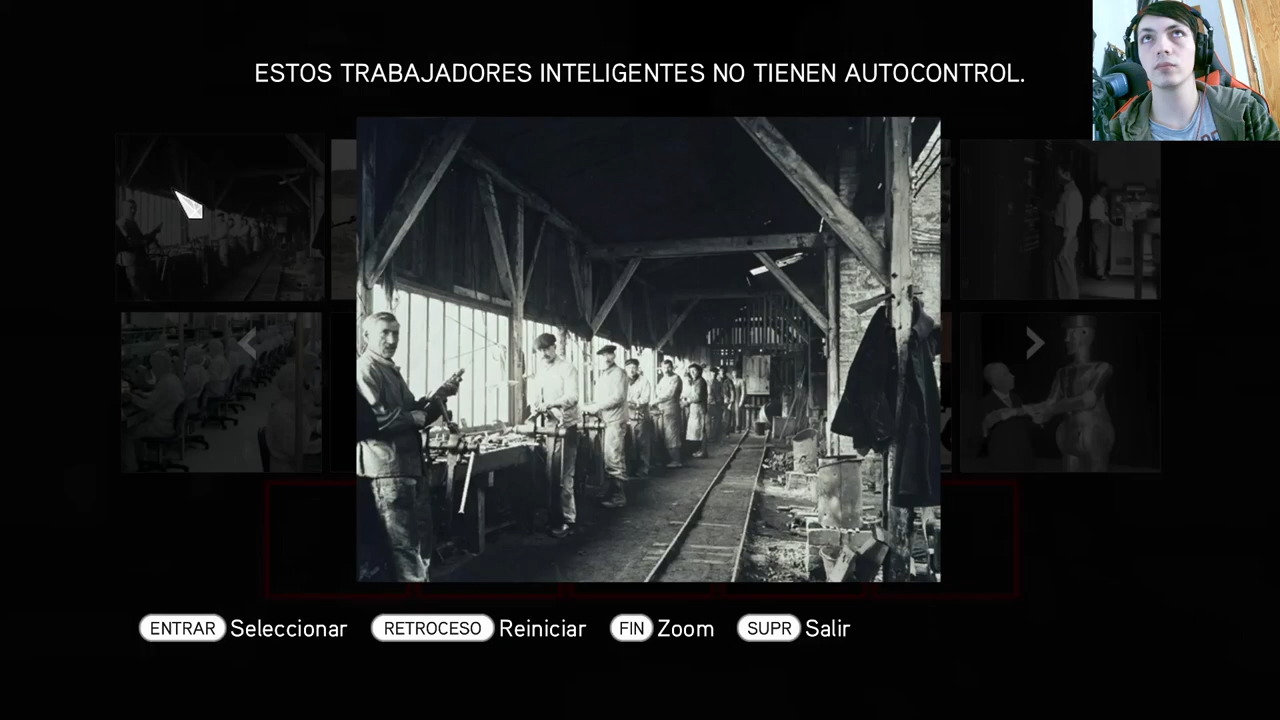 ESTOS TRABAJADORES INTELIGENTES NO TIENEN AUTOCONTROL.
ENTRAR Seleccionar RETROCESO Reiniciar FIN Zoom SUPR Salir